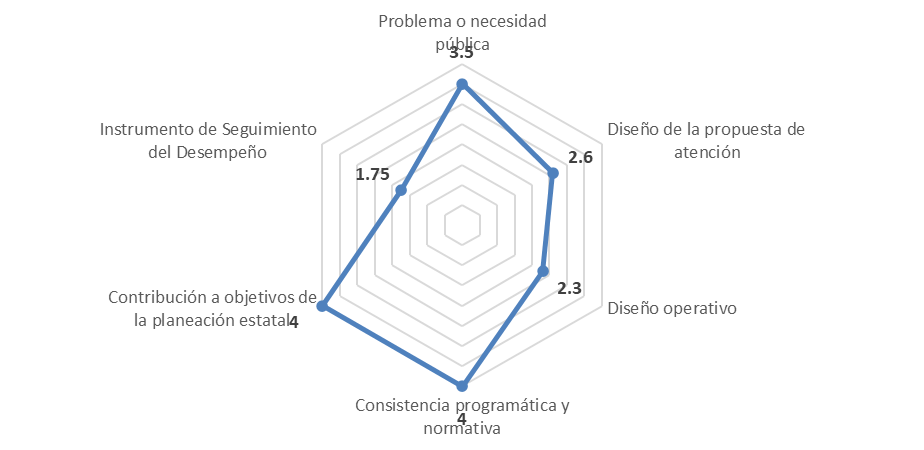 Problema o necesidad
pública
3.5
Diseño de la propuesta de
atención
2.6
Instrumento de Seguimiento
del Desempeño
1.75
2.3
Diseño operativo
Contribución a objetivos de
la planeación estatal
4
Consistencia programática y
normativa
4